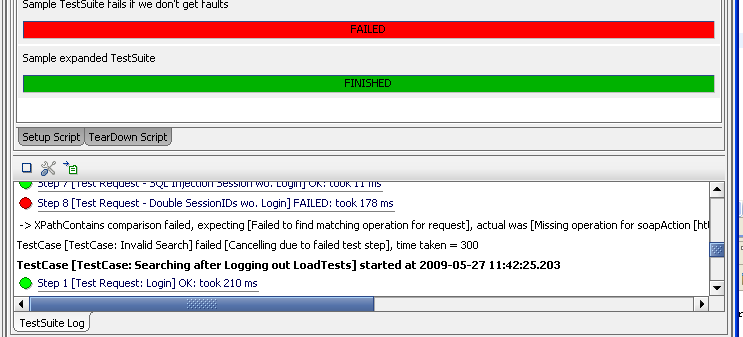 Sample TestSuite fails if we don't get faults
FAILED
Sample expanded TestSuite
FINISHED
Setup Script TearDown Script
Step 7 [Test Request - SQL Injection Session wo. Login] OK: took 11 ms
Step 8 [Test Request - Double SessionIDs wo. Login] FAILED: took 178 ms
-> XPathContains comparison failed, expecting [Failed to find matching operation for request], actual was [Missing operation for soapAction [htt
TestCase [TestCase: Invalid Search] failed [Cancelling due to failed test step], time taken = 300
TestCase [TestCase: Searching after Logging out LoadTests] started at 2009-05-27 11:42:25.203
Step 1 [Test Request: Login] OK: took 210 ms
TestSuite Log